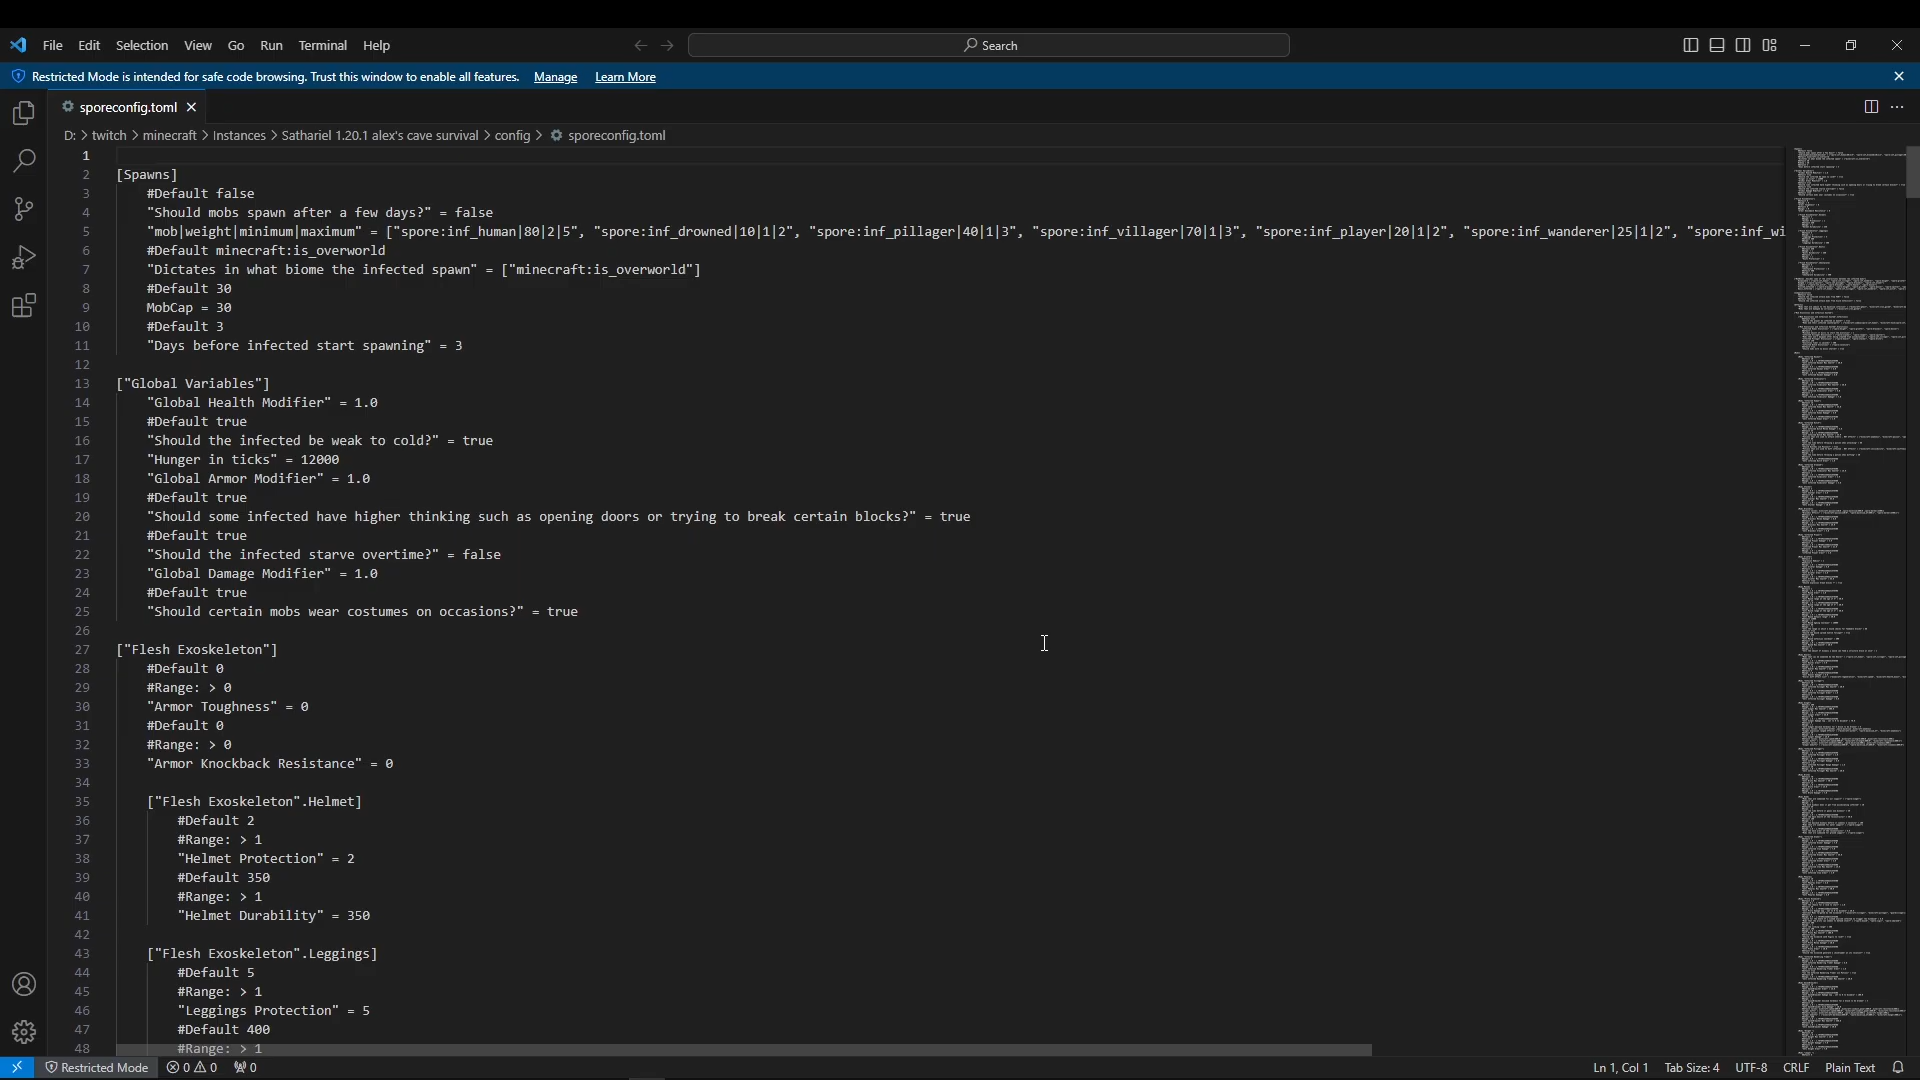 File Edit Selection View Go Run Terminal Help
Search
Restricted Mode is intended for safe code browsing. Trust this window to enable all features. Manage Learn More
sporeconfig.toml
D: > twitch > minecraft > Instances > Sathariel 1.20.1 alex's cave survival > config > sporeconfig.toml
1
2 [Spawns]
3 #Default false
4 "Should mobs spawn after a few days?" = false
5 "mob|weight|minimum|maximum" = ["spore:inf_human|80|2|5", "spore:inf_drowned|10|1|2", "spore:inf_pillager|40|1|3", "spore:inf_villager|70|1|3", "spore:inf_player|20|1|2", "spore:inf_wanderer|25|1|2", "spore:inf_wi
6 #Default minecraft:is_overworld
7 "Dictates in what biome the infected spawn" = ["minecraft:is_overworld"]
8 #Default 30
9 MobCap = 30
10 #Default 3
11 "Days before infected start spawning" = 3
12
13 ["Global Variables"]
14 "Global Health Modifier" = 1.0
15 #Default true
16 "Should the infected be weak to cold?" = true
17 "Hunger in ticks" = 12000
18 "Global Armor Modifier" = 1.0
19 #Default true
20 "Should some infected have higher thinking such as opening doors or trying to break certain blocks?" = true
21 #Default true
22 "Should the infected starve overtime?" = false
23 "Global Damage Modifier" = 1.0
24 #Default true
25 "Should certain mobs wear costumes on occasions?" = true
26
27 ["Flesh Exoskeleton"]
28 #Default 0
29 #Range: > 0
30 "Armor Toughness" = 0
31 #Default 0
32 #Range: > 0
33 "Armor Knockback Resistance" = 0
34
35 ["Flesh Exoskeleton".Helmet]
36 #Default 2
37 #Range: > 1
38 "Helmet Protection" = 2
39 #Default 350
40 #Range: > 1
41 "Helmet Durability" = 350
42
43 ["Flesh Exoskeleton".Leggings]
44 #Default 5
45 #Range: > 1
46 "Leggings Protection" = 5
47 #Default 400
48 #Range: > 1
Restricted Mode 0 0 0 Ln 1, Col 1 Tab Size: 4 UTF-8 CRLF Plain Text